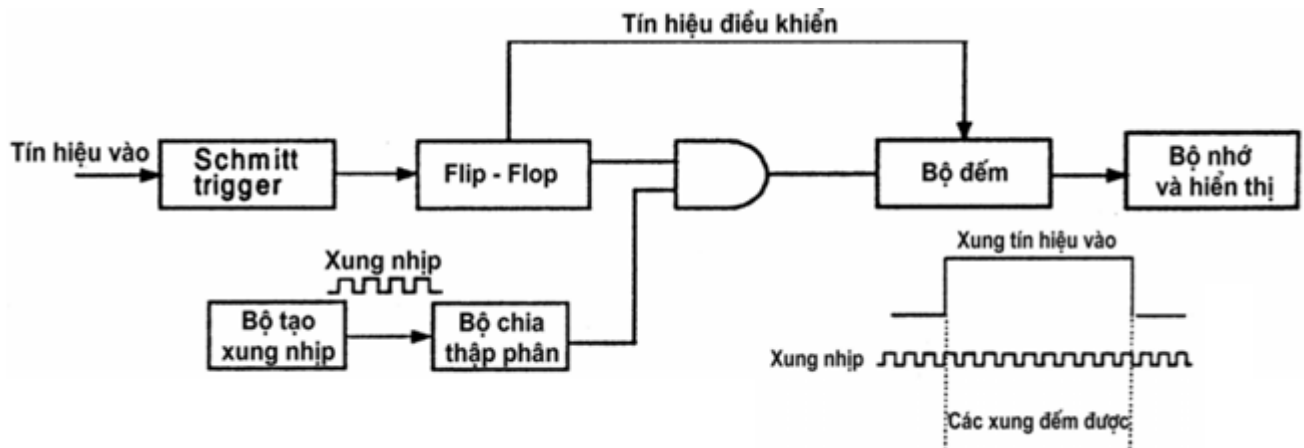 Tín hiệu điều khiển
Tín hiệu vào
Schmitt
trigger
Flip - Flop
Bộ đếm
Bộ nhớ
và hiển thị
Xung nhịp
Bộ tạo
xung nhịp
Bộ chia
thập phân
Xung tín hiệu vào
Xung nhịp
Các xung đếm được